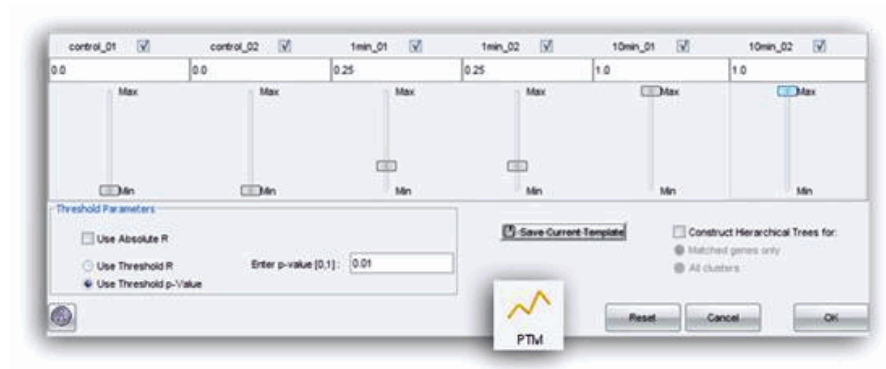 control_01 control_02 1min_01 1min_02 10min_01 10min_02
0.0 0.0 0.25 0.25 1.0 1.0
Max Max Max Max Max Max
Min Min Min Min Min Min
Threshold Parameters
Use Absolute R
Save Current Template
Construct Hierarchical Trees for:
Matched genes only
All clusters
Use Threshold R
Enter p-value [0,1]: 0.01
Use Threshold p-Value
PTM
Reset Cancel OK